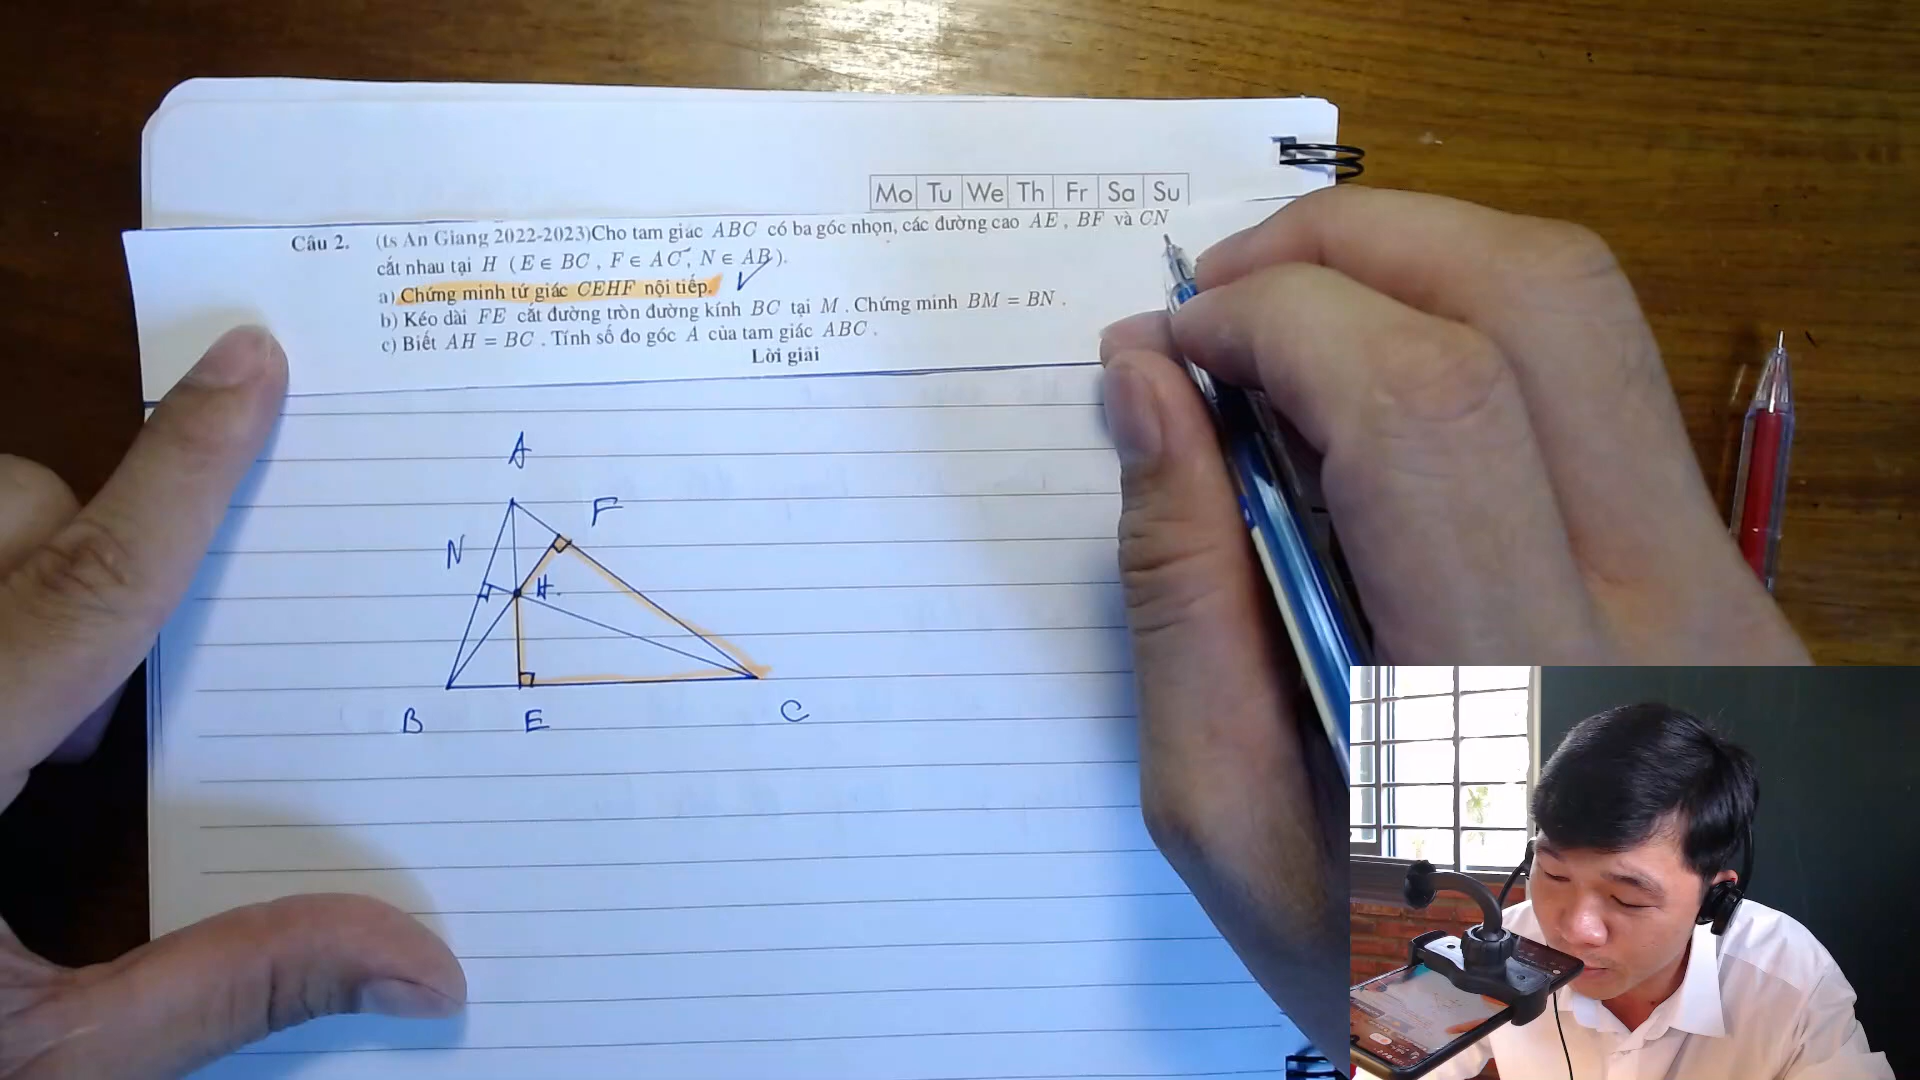 Mo Tu We Th Fr Sa Su
Câu 2. (ts An Giang 2022-2023)Cho tam giác ABC có ba góc nhọn, các đường cao AE , BF và CN
cắt nhau tại H ( E ∈ BC , F ∈ AC , N ∈ AB ).
a) Chứng minh tứ giác CEHF nội tiếp.
b) Kéo dài FE cắt đường tròn đường kính BC tại M . Chứng minh BM = BN .
c) Biết AH = BC . Tính số đo góc A của tam giác ABC .
Lời giải
A
F
N
H
B
E
C